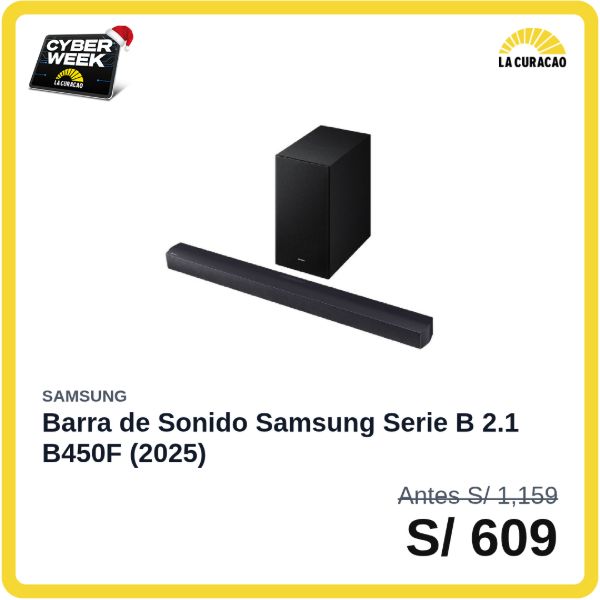 CYBER
WEEK
LA CURACAO
LA CURACAO
SAMSUNG
Barra de Sonido Samsung Serie B 2.1
B450F (2025)
Antes S/ 1,159
S/ 609